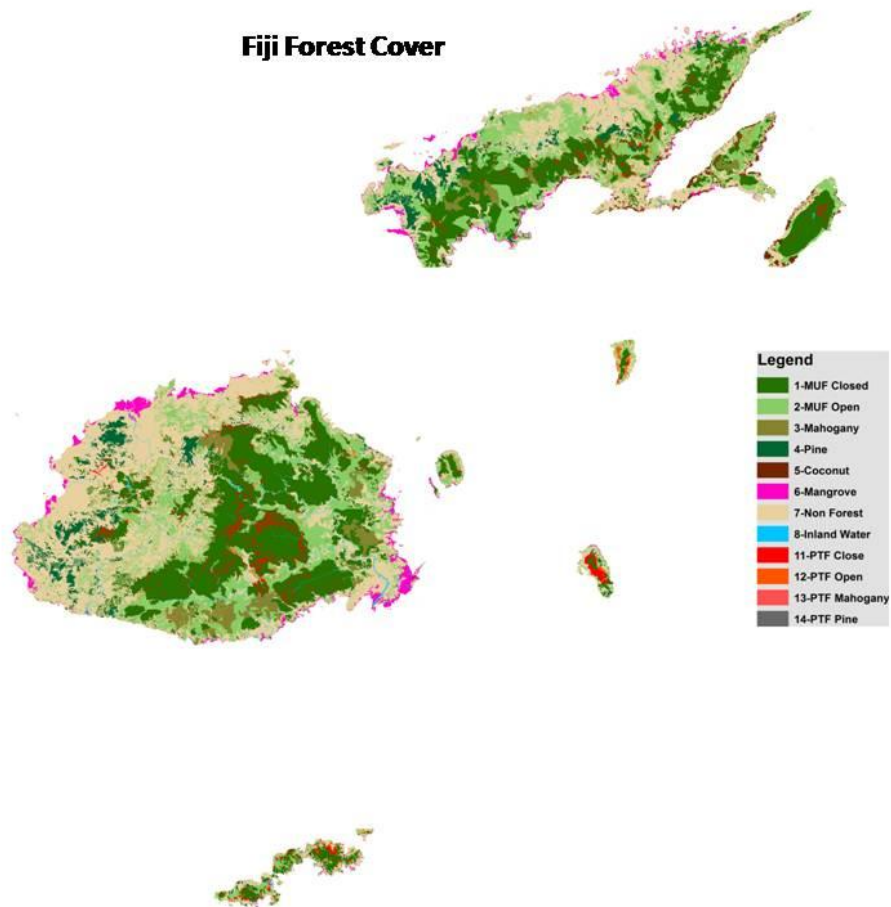 Fiji Forest Cover
Legend
1-MUF Closed
2-MUF Open
3-Mahogany
4-Pine
5-Coconut
6-Mangrove
7-Non Forest
8-Inland Water
11-PTF Close
12-PTF Open
13-PTF Mahogany
14-PTF Pine